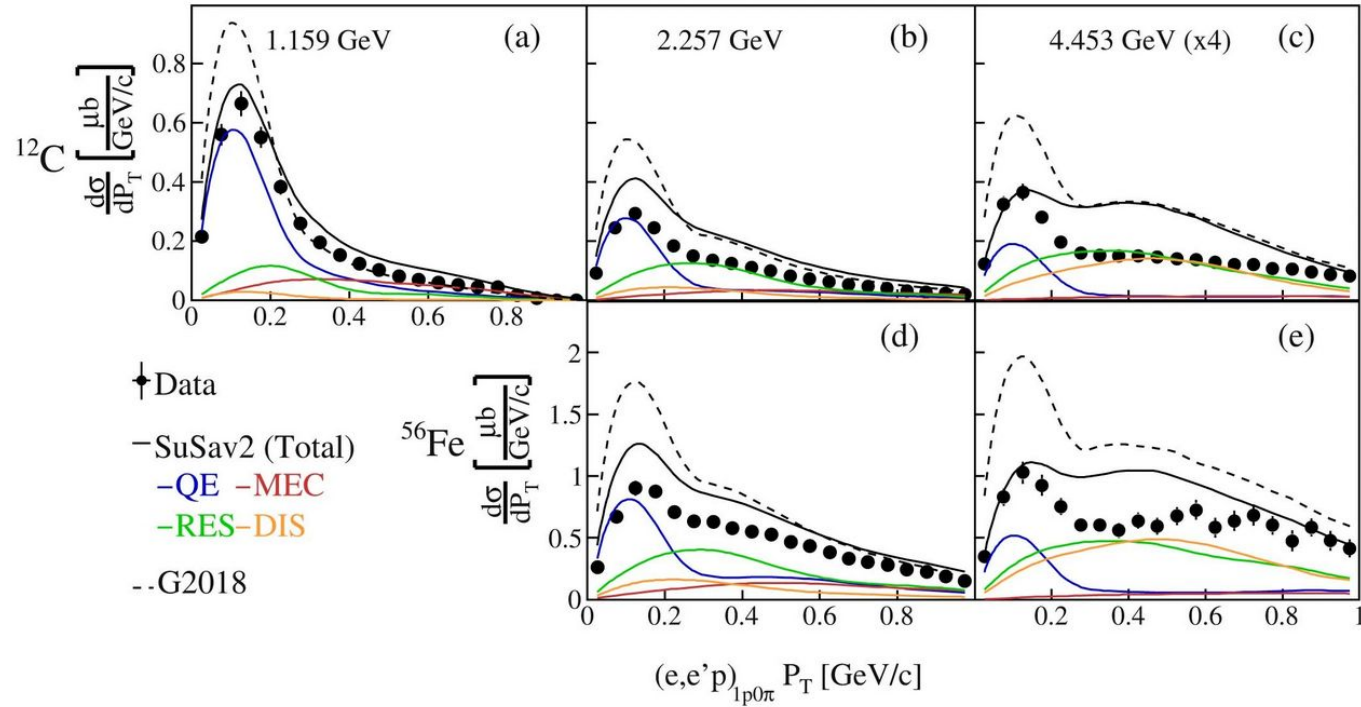 1.159 GeV (a) 2.257 GeV (b) 4.453 GeV (x4) (c)
0.8
0.6
0.4
0.2
0
¹²C dσ/dP_T [μb/GeV/c]
0 0.2 0.4 0.6 0.8
(d) (e)
2
1.5
1
0.5
0
⁵⁶Fe dσ/dP_T [μb/GeV/c]
Data
SuSav2 (Total)
QE MEC
RES DIS
G2018
0 0.2 0.4 0.6 0.8 0.2 0.4 0.6 0.8 1
(e,e'p)₁ₚ₀π P_T [GeV/c]